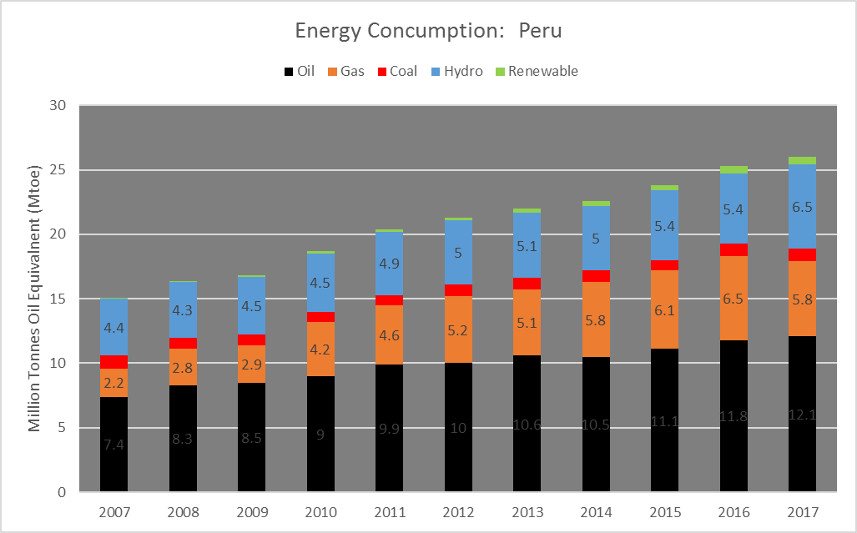 Energy Concumption:  Peru
Oil Gas Coal Hydro Renewable
Million Tonnes Oil Equivalnent (Mtoe)
30
25
20
15
10
5
0
4.4 4.3 4.5 4.5 4.9 5 5.1 5 5.4 5.4 6.5
2.2 2.8 2.9 4.2 4.6 5.2 5.1 5.8 6.1 6.5 5.8
7.4 8.3 8.5 9 9.9 10 10.6 10.5 11.1 11.8 12.1
2007 2008 2009 2010 2011 2012 2013 2014 2015 2016 2017